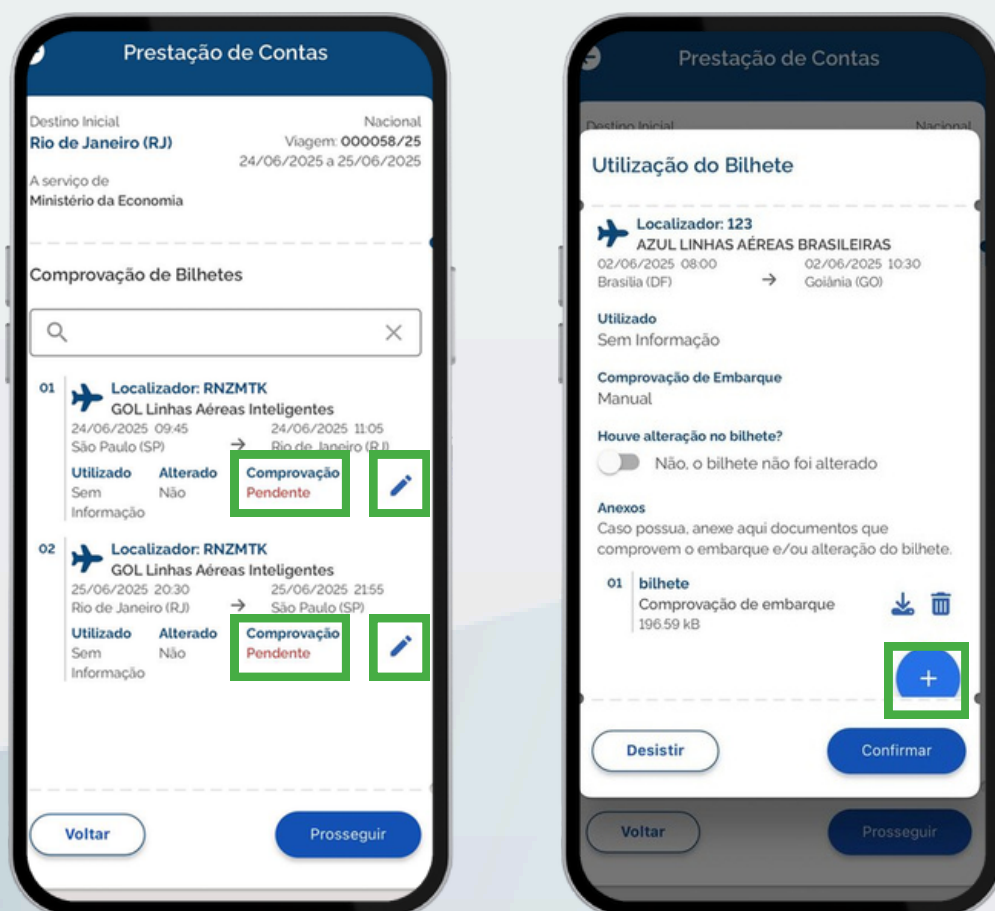 Prestação de Contas
Destino Inicial
Nacional
Rio de Janeiro (RJ)
Viagem: 000058/25
24/06/2025 a 25/06/2025
A serviço de
Ministério da Economia
Comprovação de Bilhetes
01
Localizador: RNZMTK
GOL Linhas Aéreas Inteligentes
24/06/2025 09:45
24/06/2025 11:05
São Paulo (SP)
→
Rio de Janeiro (RJ)
Utilizado
Alterado
Comprovação
Sem Informação
Não
Pendente
02
Localizador: RNZMTK
GOL Linhas Aéreas Inteligentes
25/06/2025 20:30
25/06/2025 21:55
Rio de Janeiro (RJ)
→
São Paulo (SP)
Utilizado
Alterado
Comprovação
Sem Informação
Não
Pendente
Voltar
Prosseguir
Prestação de Contas
Destino Inicial
Nacional
Utilização do Bilhete
Localizador: 123
AZUL LINHAS AÉREAS BRASILEIRAS
02/06/2025 08:00
02/06/2025 10:30
Brasília (DF)
→
Goiânia (GO)
Utilizado
Sem Informação
Comprovação de Embarque
Manual
Houve alteração no bilhete?
Não, o bilhete não foi alterado
Anexos
Caso possua, anexe aqui documentos que
comprovem o embarque e/ou alteração do bilhete.
01
bilhete
Comprovação de embarque
196.59 kB
+
Desistir
Confirmar
Voltar
Prosseguir